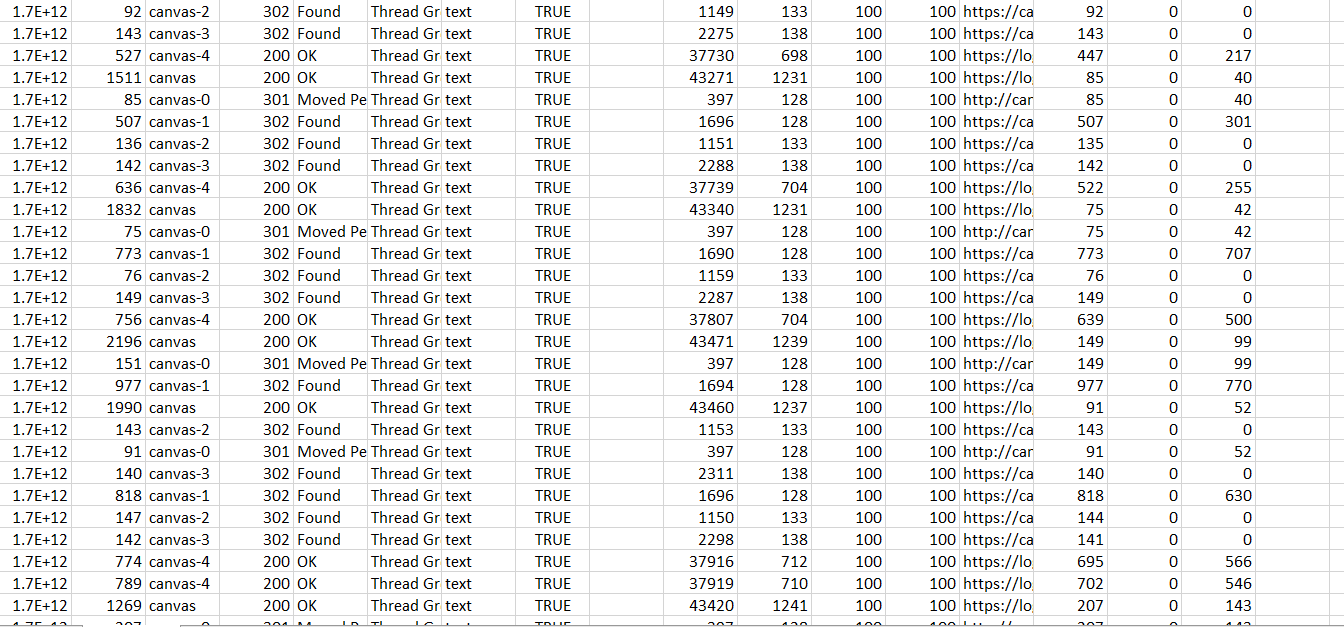 1.7E+12 92 canvas-2 302 Found Thread Gr text TRUE 1149 133 100 100 https://ca 92 0 0
1.7E+12 143 canvas-3 302 Found Thread Gr text TRUE 2275 138 100 100 https://ca 143 0 0
1.7E+12 527 canvas-4 200 OK Thread Gr text TRUE 37730 698 100 100 https://lo 447 0 217
1.7E+12 1511 canvas 200 OK Thread Gr text TRUE 43271 1231 100 100 https://lo 85 0 40
1.7E+12 85 canvas-0 301 Moved Pe Thread Gr text TRUE 397 128 100 100 http://car 85 0 40
1.7E+12 507 canvas-1 302 Found Thread Gr text TRUE 1696 128 100 100 https://ca 507 0 301
1.7E+12 136 canvas-2 302 Found Thread Gr text TRUE 1151 133 100 100 https://ca 135 0 0
1.7E+12 142 canvas-3 302 Found Thread Gr text TRUE 2288 138 100 100 https://ca 142 0 0
1.7E+12 636 canvas-4 200 OK Thread Gr text TRUE 37739 704 100 100 https://lo 522 0 255
1.7E+12 1832 canvas 200 OK Thread Gr text TRUE 43340 1231 100 100 https://lo 75 0 42
1.7E+12 75 canvas-0 301 Moved Pe Thread Gr text TRUE 397 128 100 100 http://car 75 0 42
1.7E+12 773 canvas-1 302 Found Thread Gr text TRUE 1690 128 100 100 https://ca 773 0 707
1.7E+12 76 canvas-2 302 Found Thread Gr text TRUE 1159 133 100 100 https://ca 76 0 0
1.7E+12 149 canvas-3 302 Found Thread Gr text TRUE 2287 138 100 100 https://ca 149 0 0
1.7E+12 756 canvas-4 200 OK Thread Gr text TRUE 37807 704 100 100 https://lo 639 0 500
1.7E+12 2196 canvas 200 OK Thread Gr text TRUE 43471 1239 100 100 https://lo 149 0 99
1.7E+12 151 canvas-0 301 Moved Pe Thread Gr text TRUE 397 128 100 100 http://car 149 0 99
1.7E+12 977 canvas-1 302 Found Thread Gr text TRUE 1694 128 100 100 https://ca 977 0 770
1.7E+12 1990 canvas 200 OK Thread Gr text TRUE 43460 1237 100 100 https://lo 91 0 52
1.7E+12 143 canvas-2 302 Found Thread Gr text TRUE 1153 133 100 100 https://ca 143 0 0
1.7E+12 91 canvas-0 301 Moved Pe Thread Gr text TRUE 397 128 100 100 http://car 91 0 52
1.7E+12 140 canvas-3 302 Found Thread Gr text TRUE 2311 138 100 100 https://ca 140 0 0
1.7E+12 818 canvas-1 302 Found Thread Gr text TRUE 1696 128 100 100 https://ca 818 0 630
1.7E+12 147 canvas-2 302 Found Thread Gr text TRUE 1150 133 100 100 https://ca 144 0 0
1.7E+12 142 canvas-3 302 Found Thread Gr text TRUE 2298 138 100 100 https://ca 141 0 0
1.7E+12 774 canvas-4 200 OK Thread Gr text TRUE 37916 712 100 100 https://lo 695 0 566
1.7E+12 789 canvas-4 200 OK Thread Gr text TRUE 37919 710 100 100 https://lo 702 0 546
1.7E+12 1269 canvas 200 OK Thread Gr text TRUE 43420 1241 100 100 https://lo 207 0 143